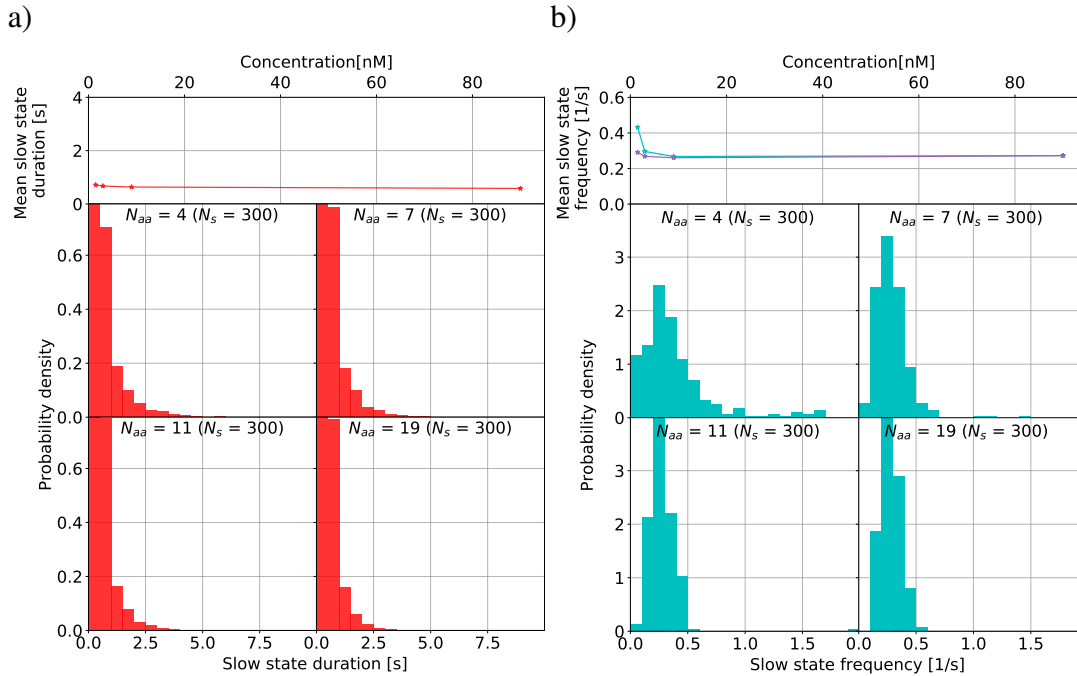 a)
Concentration[nM]
0 20 40 60 80
Mean slow state
duration [s]
4
2
0
N_aa = 4 (N_s = 300)
N_aa = 7 (N_s = 300)
0.6
0.4
0.2
0.0
Probability density
N_aa = 11 (N_s = 300)
N_aa = 19 (N_s = 300)
0.6
0.4
0.2
0.0
0.0 2.5 5.0 7.5
0.0 2.5 5.0 7.5
Slow state duration [s]
b)
Concentration[nM]
0 20 40 60 80
Mean slow state
frequency [1/s]
0.6
0.4
0.2
0.0
N_aa = 4 (N_s = 300)
N_aa = 7 (N_s = 300)
3
2
1
0
Probability density
N_aa = 11 (N_s = 300)
N_aa = 19 (N_s = 300)
3
2
1
0
0.0 0.5 1.0 1.5
0.0 0.5 1.0 1.5
Slow state frequency [1/s]